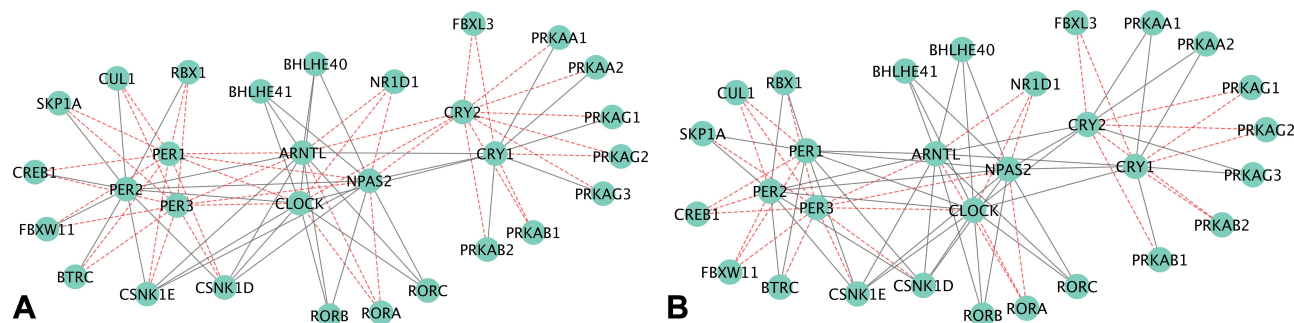 FBXL3
PRKAA1
PRKAA2
BHLHE40
RBX1
CUL1
NR1D1
BHLHE41
SKP1A
CRY2
PRKAG1
PER1
ARNTL
CRY1
PRKAG2
CREB1
PER2
NPAS2
PRKAG3
PER3
CLOCK
FBXW11
PRKAB1
PRKAB2
BTRC
CSNK1E
CSNK1D
RORC
RORB
RORA
A
FBXL3
PRKAA1
PRKAA2
BHLHE40
BHLHE41
RBX1
NR1D1
CUL1
PRKAG1
SKP1A
CRY2
PRKAG2
PER1
ARNTL
NPAS2
CRY1
PRKAG3
PER2
CREB1
PER3
CLOCK
PRKAB2
PRKAB1
FBXW11
BTRC
CSNK1E
CSNK1D
RORC
RORB
RORA
B